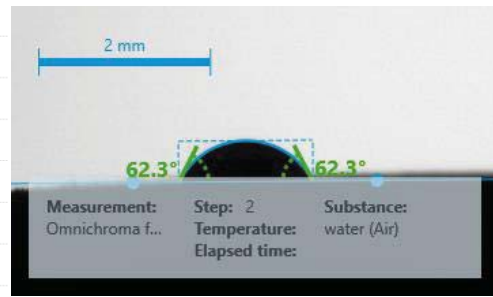 2 mm
62.3°
62.3°
Measurement: Step: 2 Substance:
Omnichroma f... Temperature: water (Air)
Elapsed time: